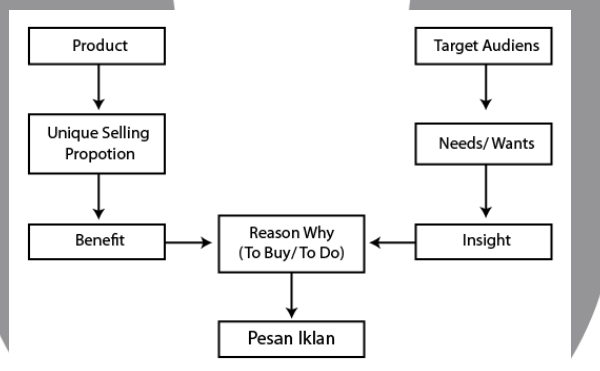 Product
Target Audiens
Unique Selling
Propotion
Needs/ Wants
Benefit
Reason Why
(To Buy/ To Do)
Insight
Pesan Iklan